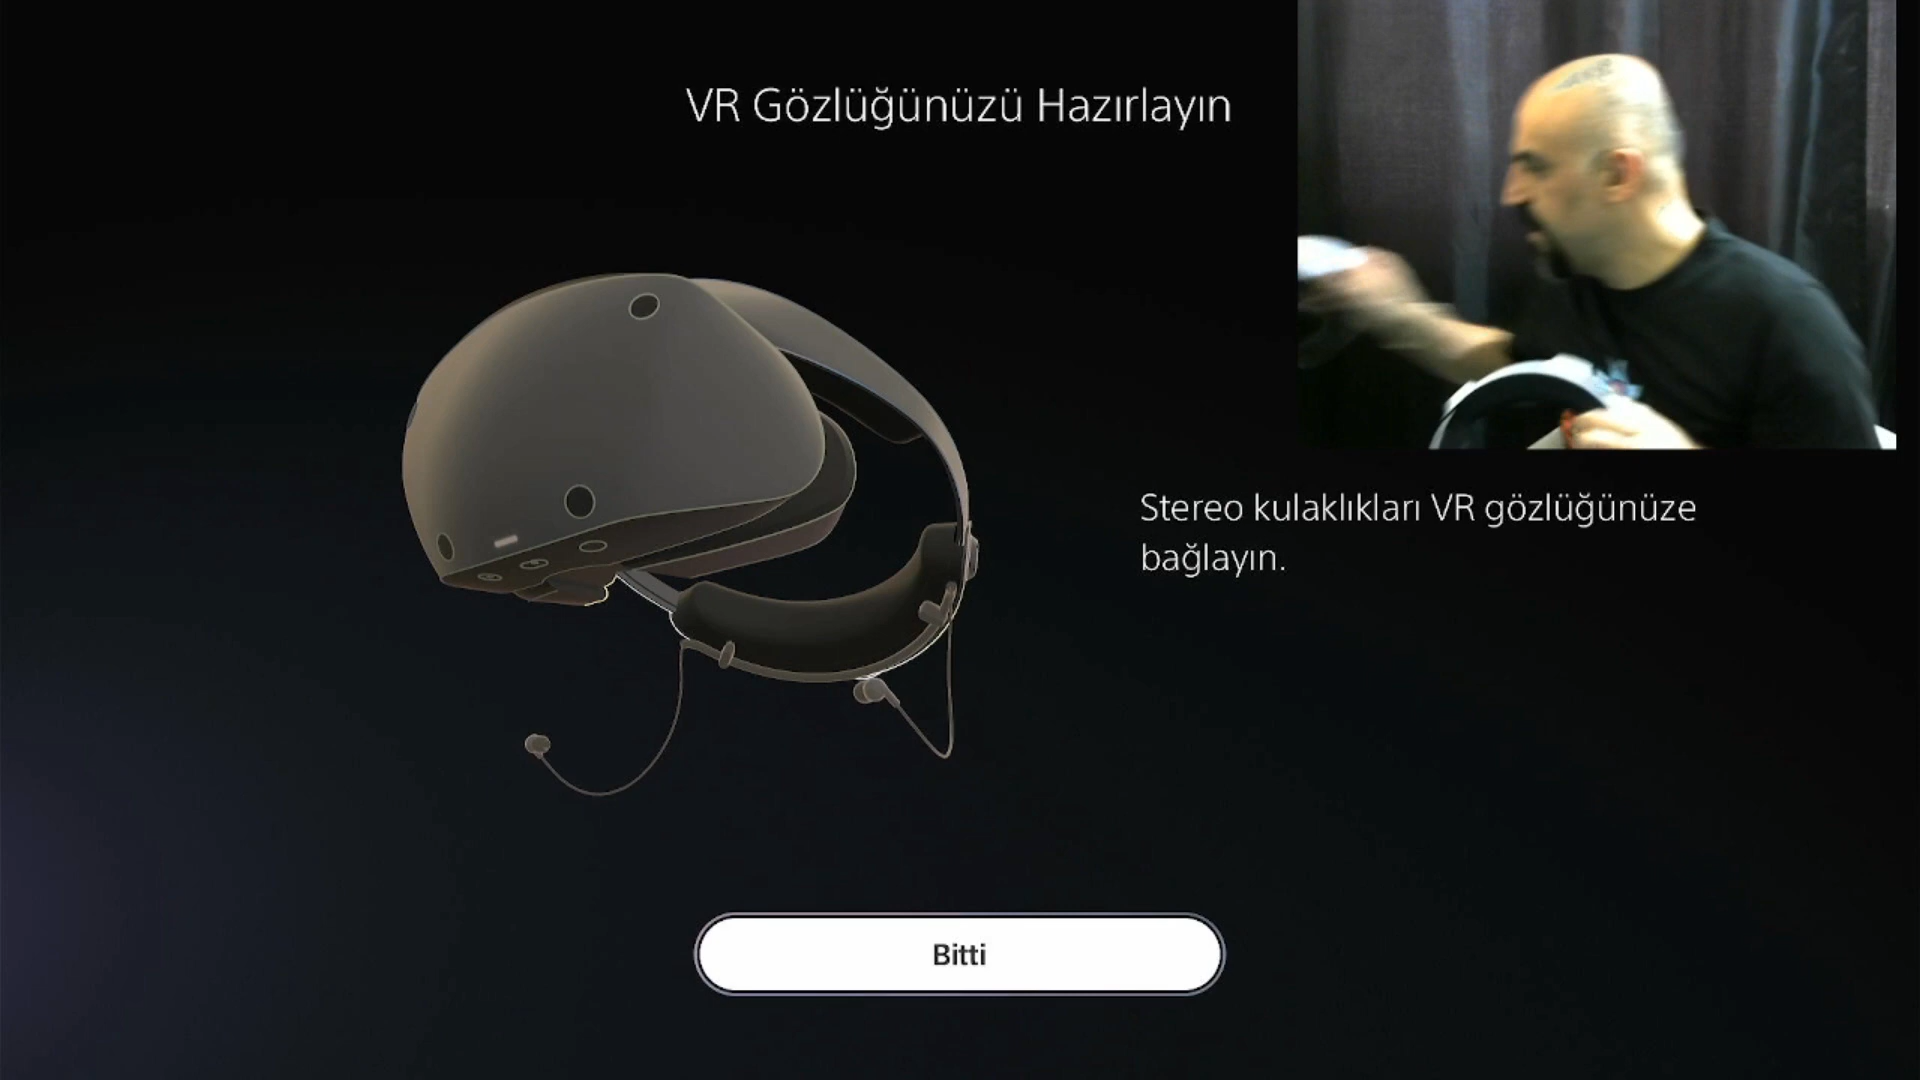 VR Gözlüğünüzü Hazırlayın
Stereo kulaklıkları VR gözlüğünüze
bağlayın.
Bitti